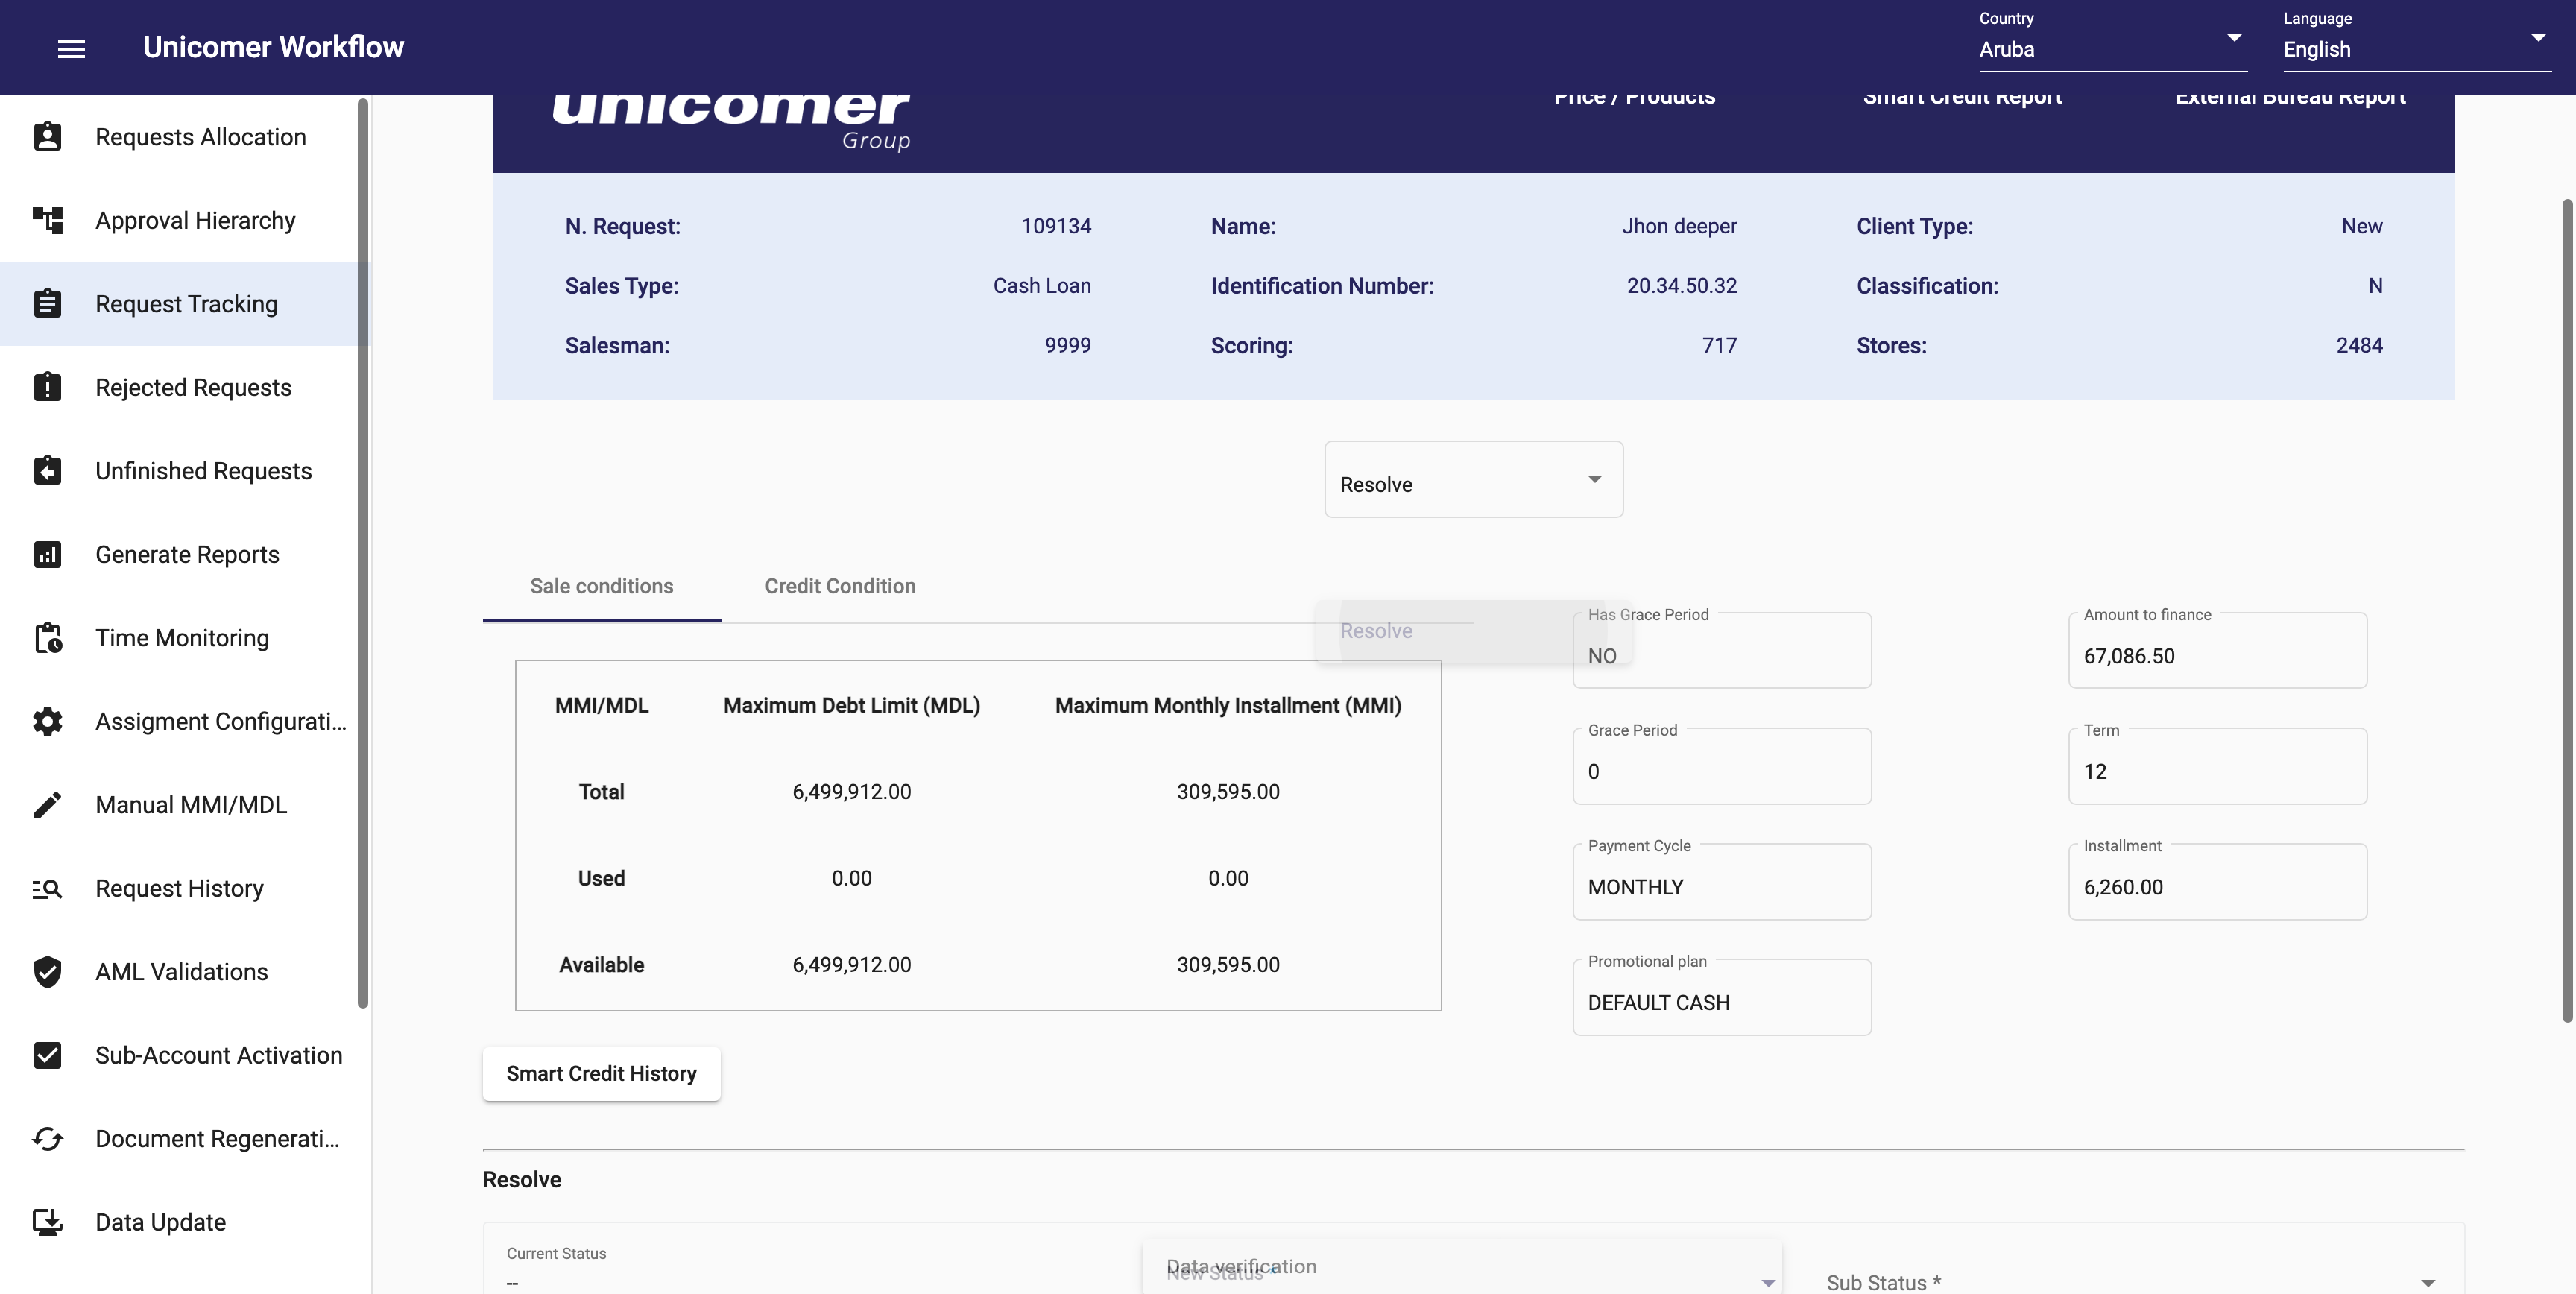 Unicomer Workflow
Country
Aruba
Language
English
Requests Allocation
Approval Hierarchy
Request Tracking
Rejected Requests
Unfinished Requests
Generate Reports
Time Monitoring
Assigment Configurati...
Manual MMI/MDL
Request History
AML Validations
Sub-Account Activation
Document Regenerati...
Data Update
unicomer
Group
Price / Products
Smart Credit Report
External Bureau Report
N. Request: 109134
Name: Jhon deeper
Client Type: New
Sales Type: Cash Loan
Identification Number: 20.34.50.32
Classification: N
Salesman: 9999
Scoring: 717
Stores: 2484
Resolve
Sale conditions
Credit Condition
Resolve
MMI/MDL Maximum Debt Limit (MDL) Maximum Monthly Installment (MMI)
Total 6,499,912.00 309,595.00
Used 0.00 0.00
Available 6,499,912.00 309,595.00
Has Grace Period
NO
Amount to finance
67,086.50
Grace Period
0
Term
12
Payment Cycle
MONTHLY
Installment
6,260.00
Promotional plan
DEFAULT CASH
Smart Credit History
Resolve
Current Status
--
Data verification
New Status *
Sub Status *